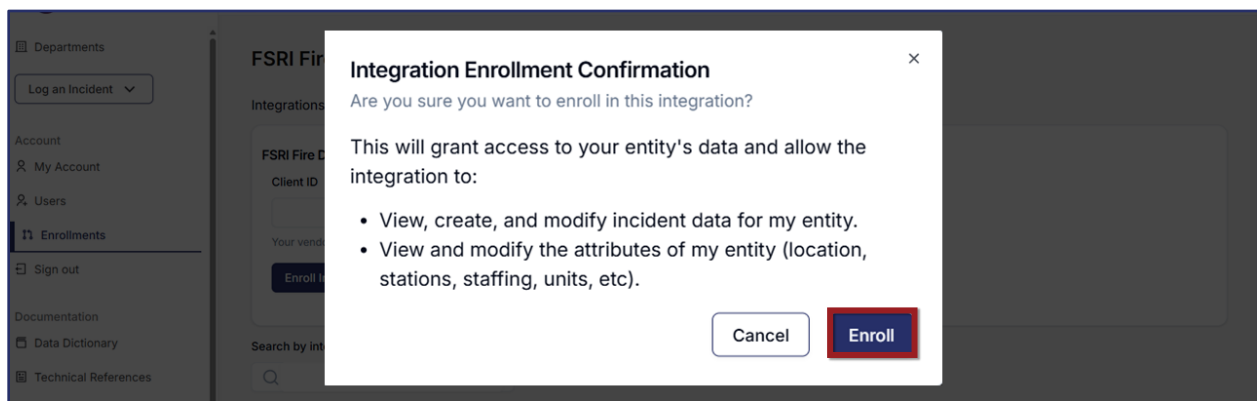 Departments
Log an Incident
Account
My Account
Users
Enrollments
Sign out
Documentation
Data Dictionary
Technical References
FSRI Fir
Integrations
FSRI Fire D
Client ID
Your vend
Enroll I
Search by int
Integration Enrollment Confirmation
Are you sure you want to enroll in this integration?
This will grant access to your entity's data and allow the
integration to:
• View, create, and modify incident data for my entity.
• View and modify the attributes of my entity (location,
stations, staffing, units, etc).
Cancel
Enroll